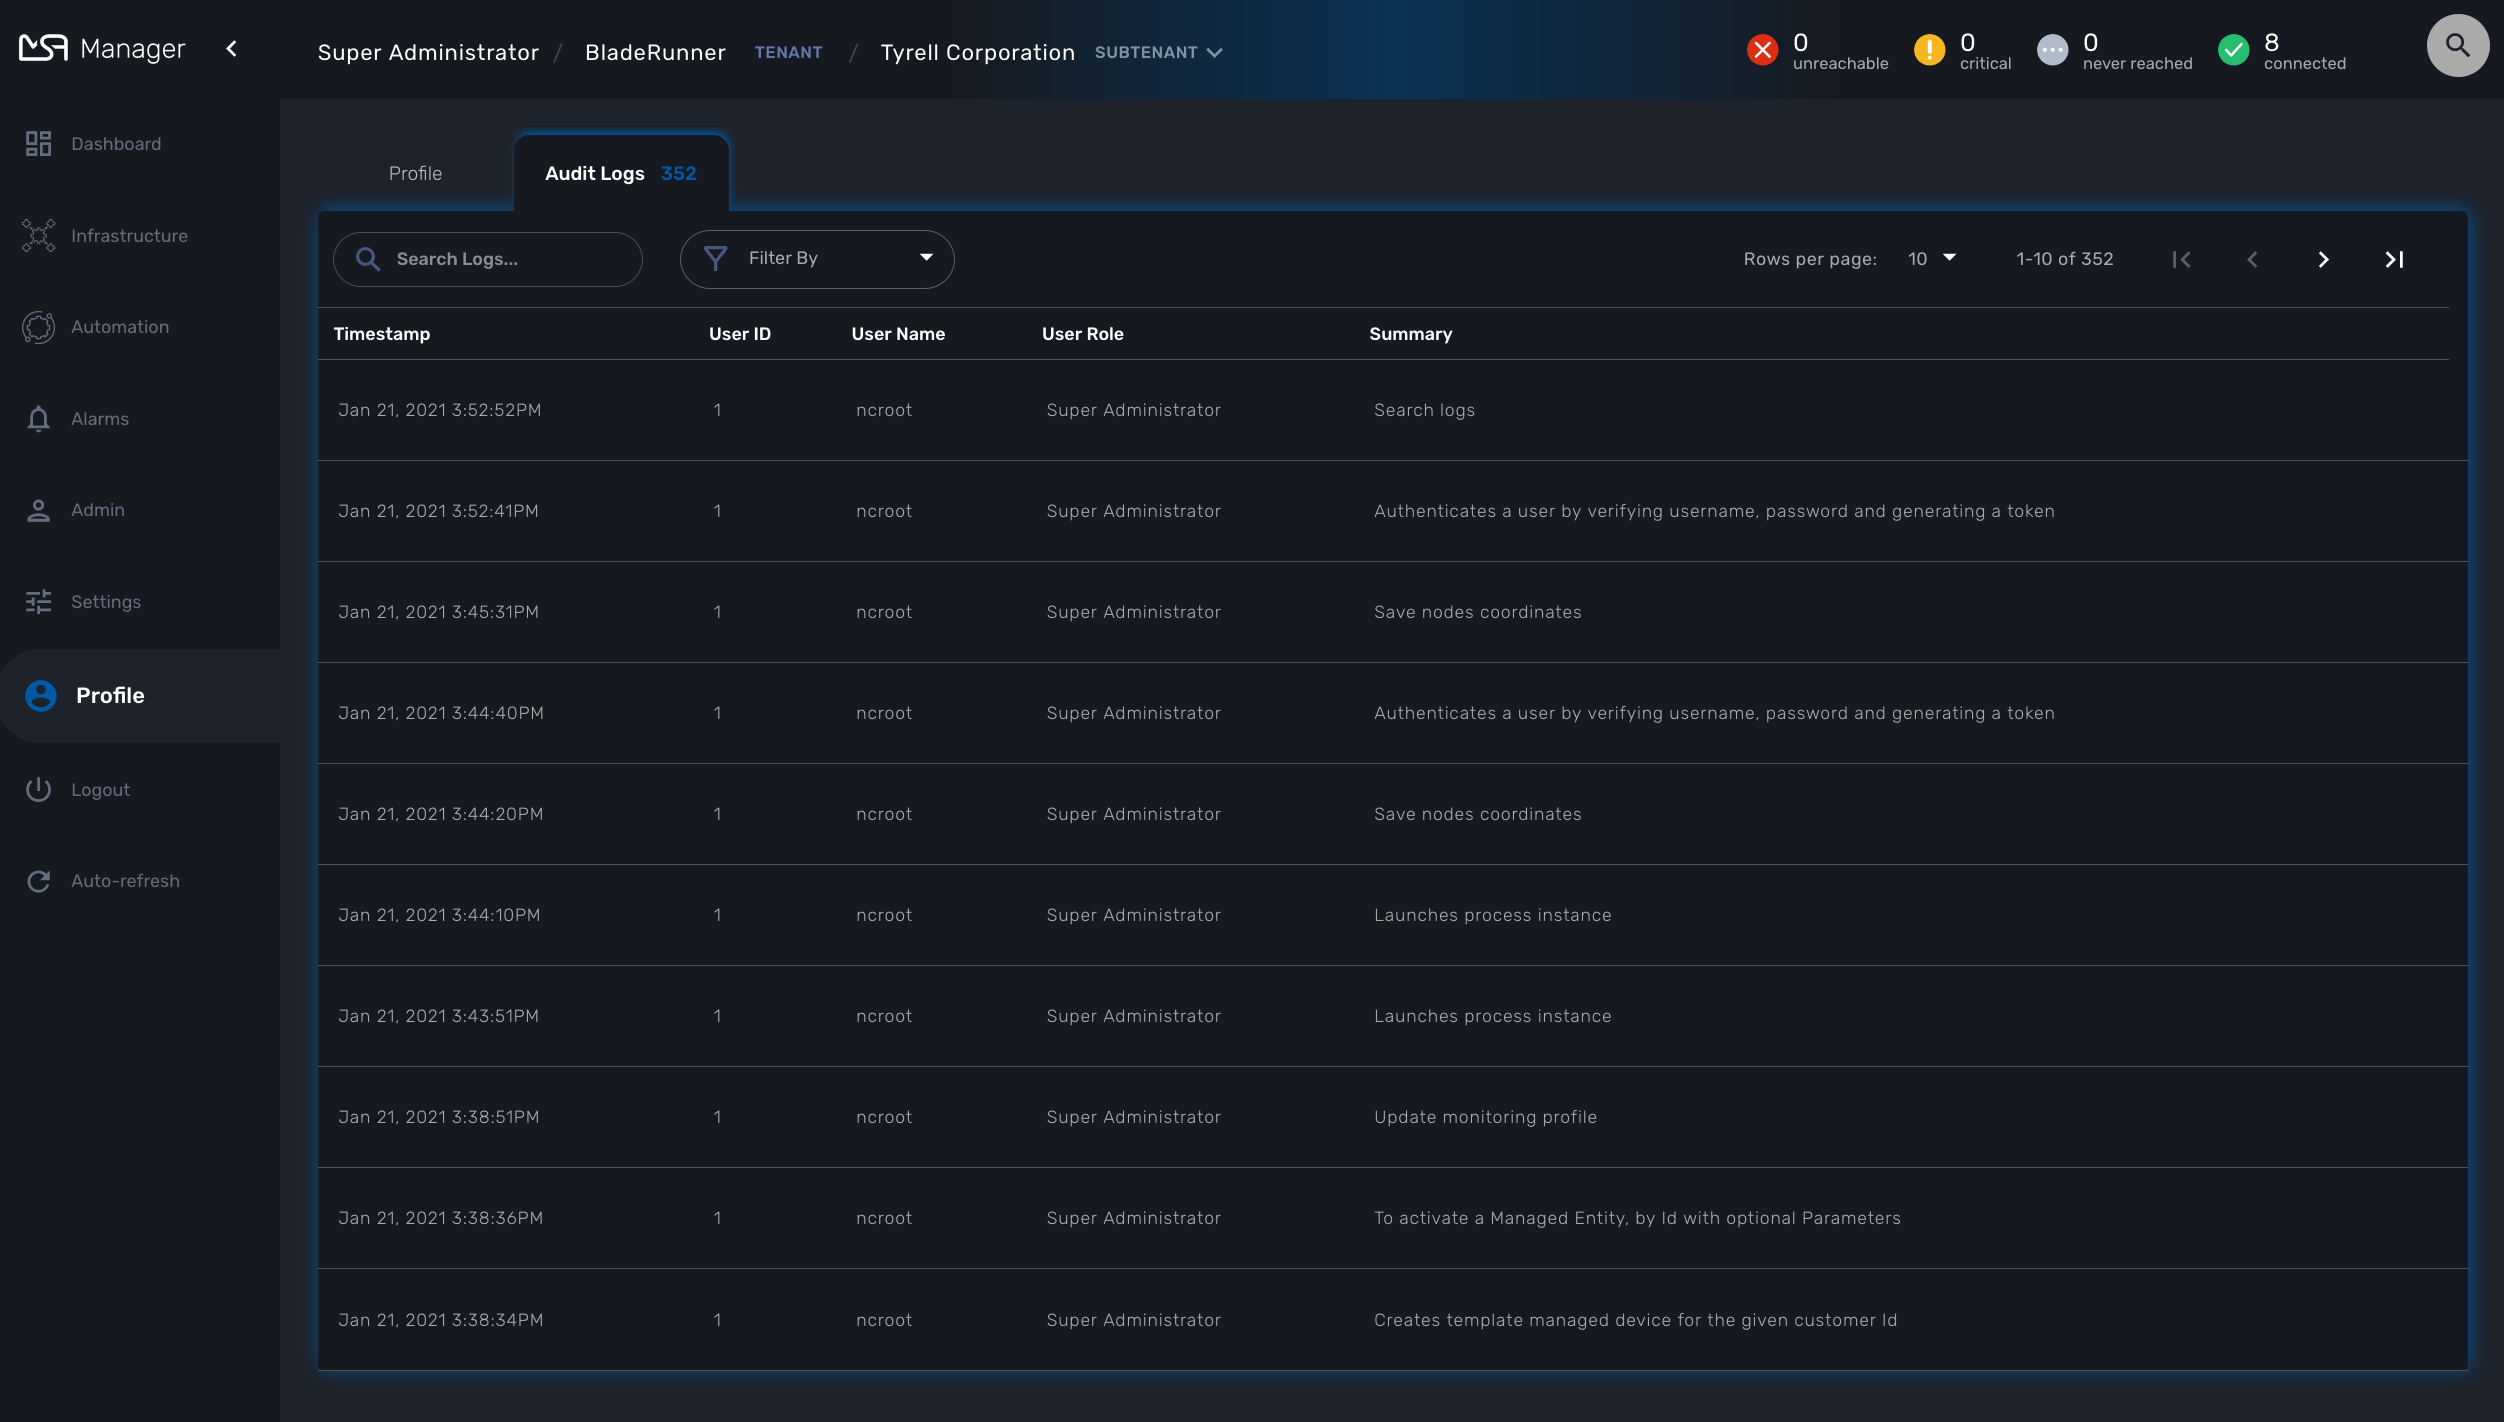 MSA Manager
Super Administrator / BladeRunner TENANT / Tyrell Corporation SUBTENANT
0 unreachable
0 critical
0 never reached
8 connected
Dashboard
Infrastructure
Automation
Alarms
Admin
Settings
Profile
Logout
Auto-refresh
Profile
Audit Logs 352
Search Logs...
Filter By
Rows per page: 10
1-10 of 352
Timestamp User ID User Name User Role Summary
Jan 21, 2021 3:52:52PM 1 ncroot Super Administrator Search logs
Jan 21, 2021 3:52:41PM 1 ncroot Super Administrator Authenticates a user by verifying username, password and generating a token
Jan 21, 2021 3:45:31PM 1 ncroot Super Administrator Save nodes coordinates
Jan 21, 2021 3:44:40PM 1 ncroot Super Administrator Authenticates a user by verifying username, password and generating a token
Jan 21, 2021 3:44:20PM 1 ncroot Super Administrator Save nodes coordinates
Jan 21, 2021 3:44:10PM 1 ncroot Super Administrator Launches process instance
Jan 21, 2021 3:43:51PM 1 ncroot Super Administrator Launches process instance
Jan 21, 2021 3:38:51PM 1 ncroot Super Administrator Update monitoring profile
Jan 21, 2021 3:38:36PM 1 ncroot Super Administrator To activate a Managed Entity, by Id with optional Parameters
Jan 21, 2021 3:38:34PM 1 ncroot Super Administrator Creates template managed device for the given customer Id